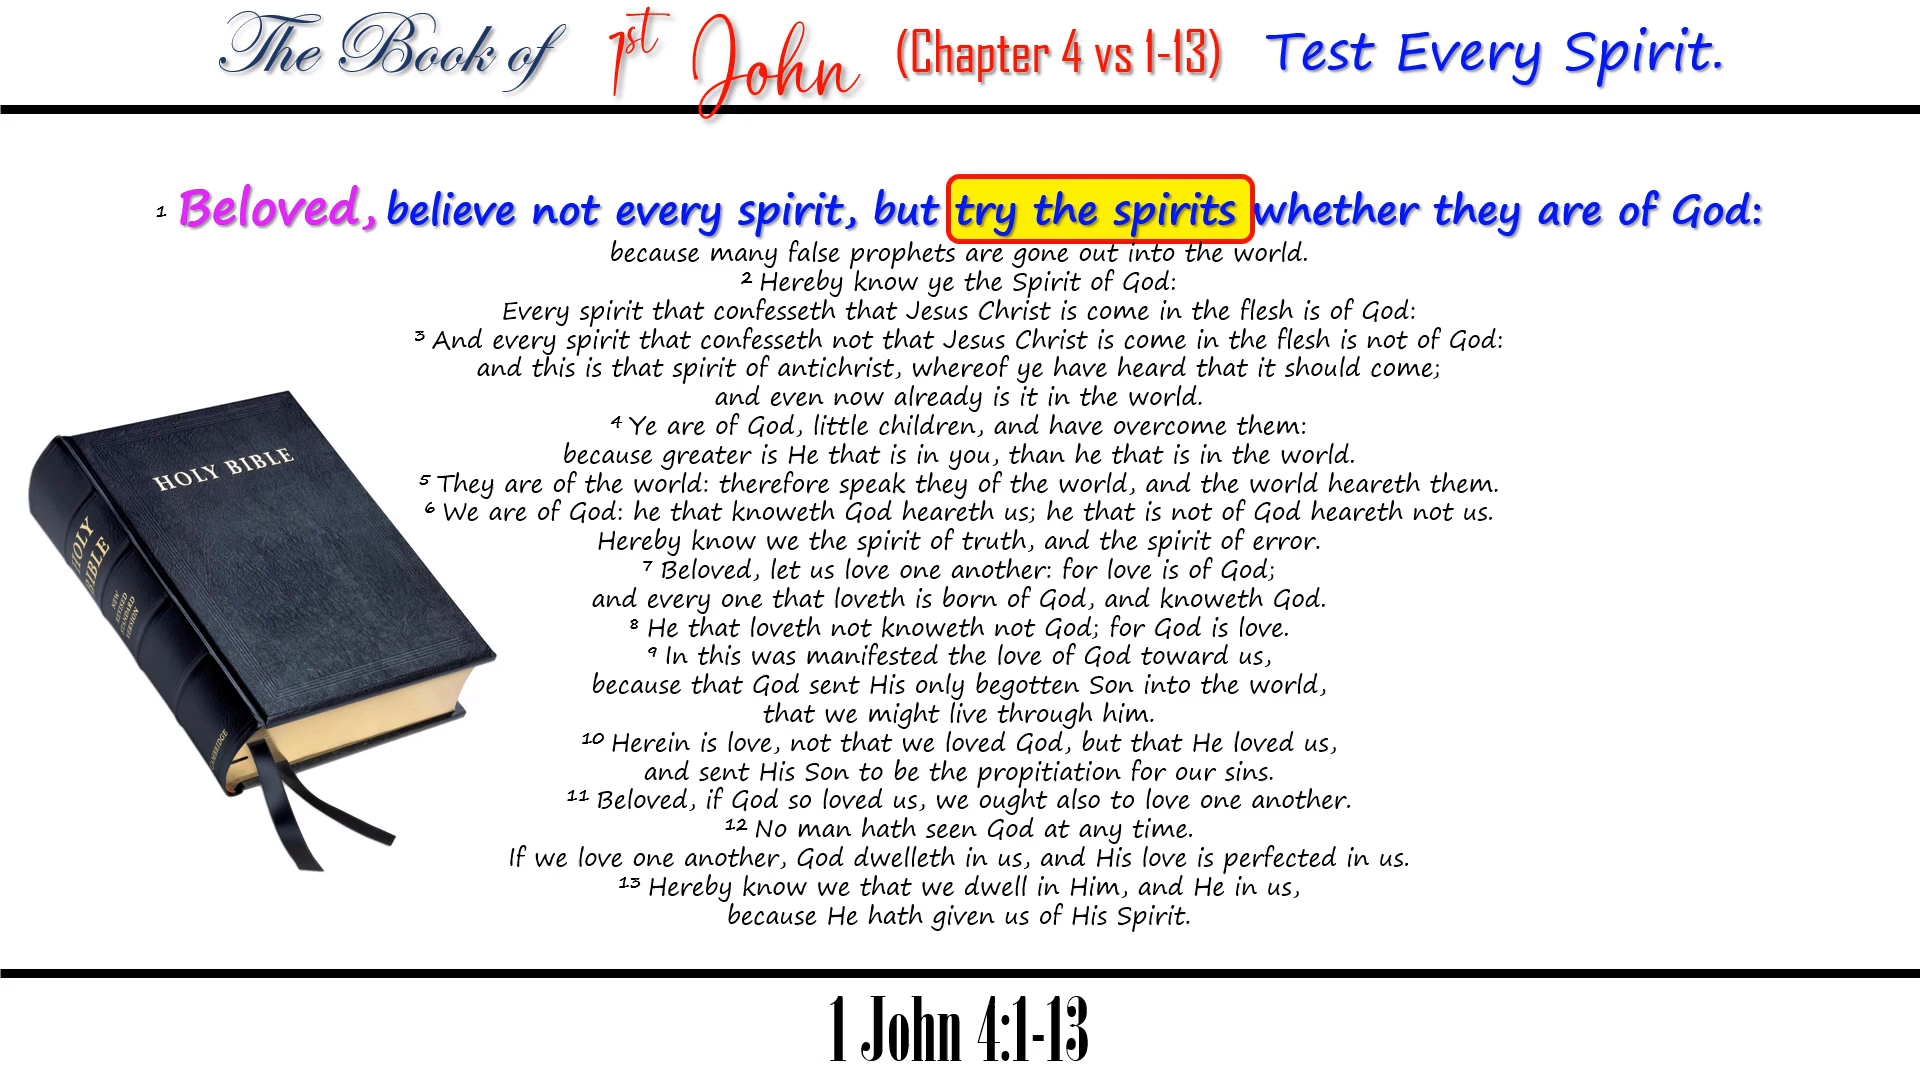 The Book of 1st John (Chapter 4 vs 1-13) Test Every Spirit.
1 Beloved, believe not every spirit, but try the spirits whether they are of God:
because many false prophets are gone out into the world.
2 Hereby know ye the Spirit of God:
Every spirit that confesseth that Jesus Christ is come in the flesh is of God:
3 And every spirit that confesseth not that Jesus Christ is come in the flesh is not of God:
and this is that spirit of antichrist, whereof ye have heard that it should come;
and even now already is it in the world.
4 Ye are of God, little children, and have overcome them:
because greater is He that is in you, than he that is in the world.
5 They are of the world: therefore speak they of the world, and the world heareth them.
6 We are of God: he that knoweth God heareth us; he that is not of God heareth not us.
Hereby know we the spirit of truth, and the spirit of error.
7 Beloved, let us love one another: for love is of God;
and every one that loveth is born of God, and knoweth God.
8 He that loveth not knoweth not God; for God is love.
9 In this was manifested the love of God toward us,
because that God sent His only begotten Son into the world,
that we might live through him.
10 Herein is love, not that we loved God, but that He loved us,
and sent His Son to be the propitiation for our sins.
11 Beloved, if God so loved us, we ought also to love one another.
12 No man hath seen God at any time.
If we love one another, God dwelleth in us, and His love is perfected in us.
13 Hereby know we that we dwell in Him, and He in us,
because He hath given us of His Spirit.
HOLY BIBLE
HOLY
BIBLE
NEW
REVISED
STANDARD
VERSION
CAMBRIDGE
1 John 4:1-13